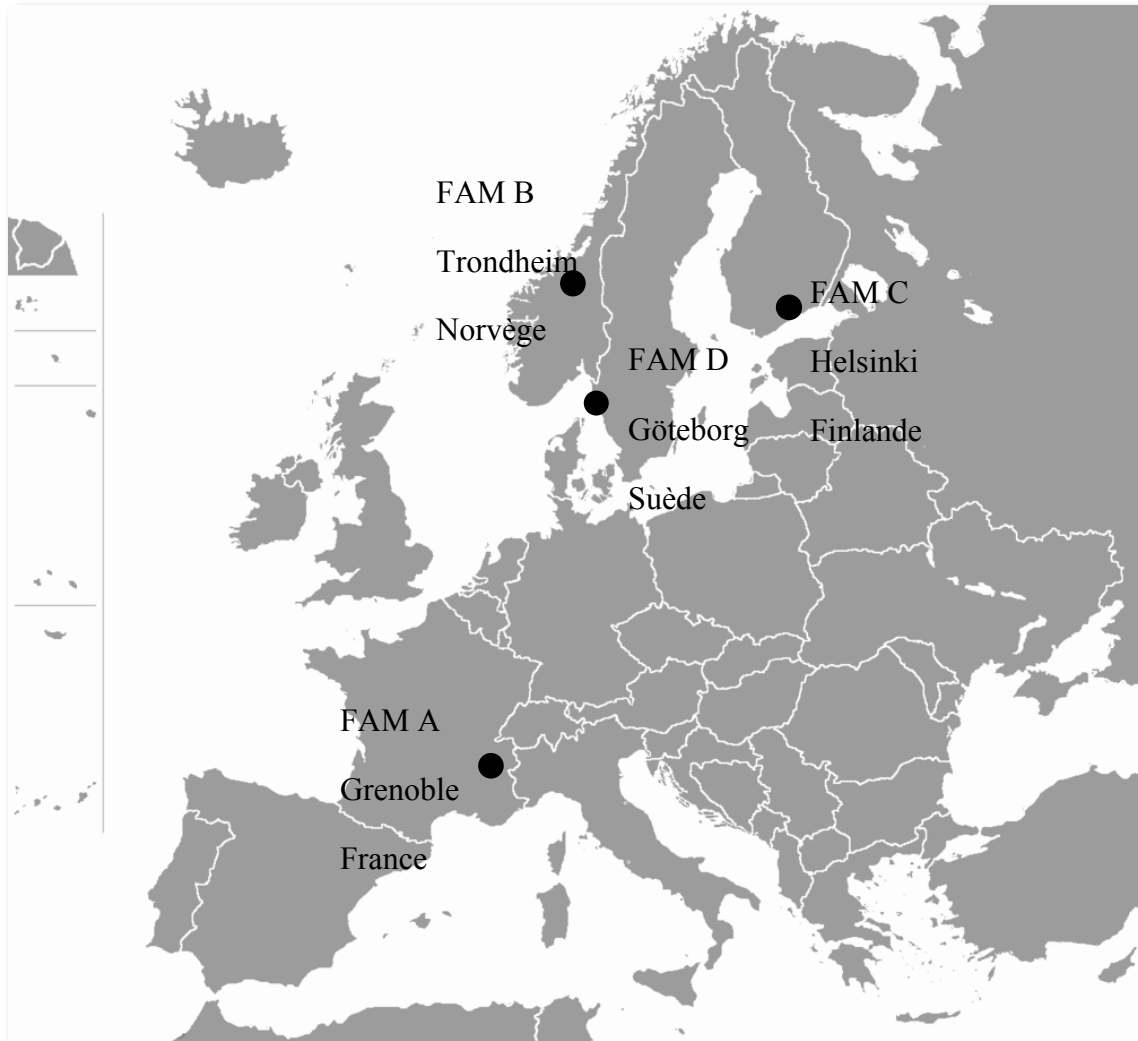 FAM B
Trondheim
Norvège
FAM C
Helsinki
Finlande
FAM D
Göteborg
Suède
FAM A
Grenoble
France